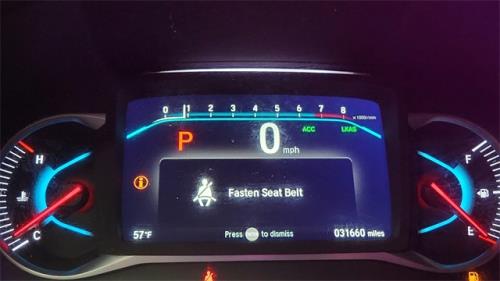 0 1 2 3 4 5 6 7 8 x1000r/min
ACC LKAS
P 0 mph
H F
Fasten Seat Belt
C E
57°F Press to dismiss 031660 miles